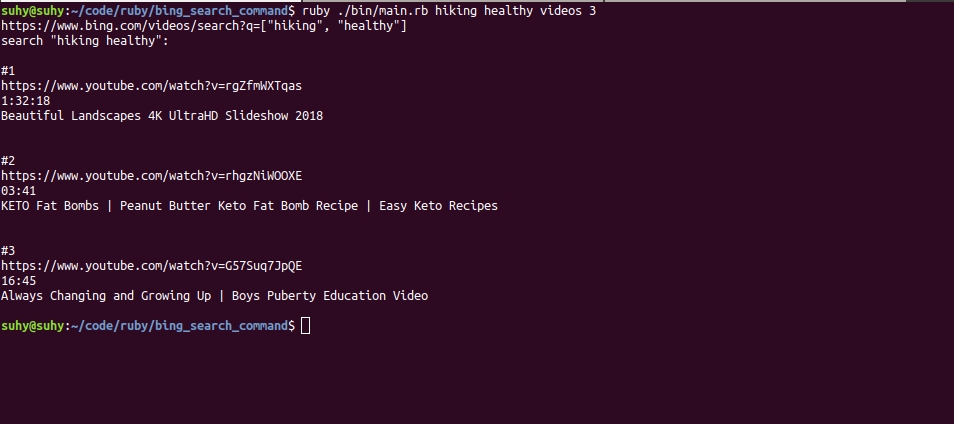 suhy@suhy:~/code/ruby/bing_search_command$ ruby ./bin/main.rb hiking healthy videos 3
https://www.bing.com/videos/search?q=["hiking", "healthy"]
search "hiking healthy":
#1
https://www.youtube.com/watch?v=rgZfmWXTqas
1:32:18
Beautiful Landscapes 4K UltraHD Slideshow 2018
#2
https://www.youtube.com/watch?v=rhgzNiWOOXE
03:41
KETO Fat Bombs | Peanut Butter Keto Fat Bomb Recipe | Easy Keto Recipes
#3
https://www.youtube.com/watch?v=G57Suq7JpQE
16:45
Always Changing and Growing Up | Boys Puberty Education Video
suhy@suhy:~/code/ruby/bing_search_command$